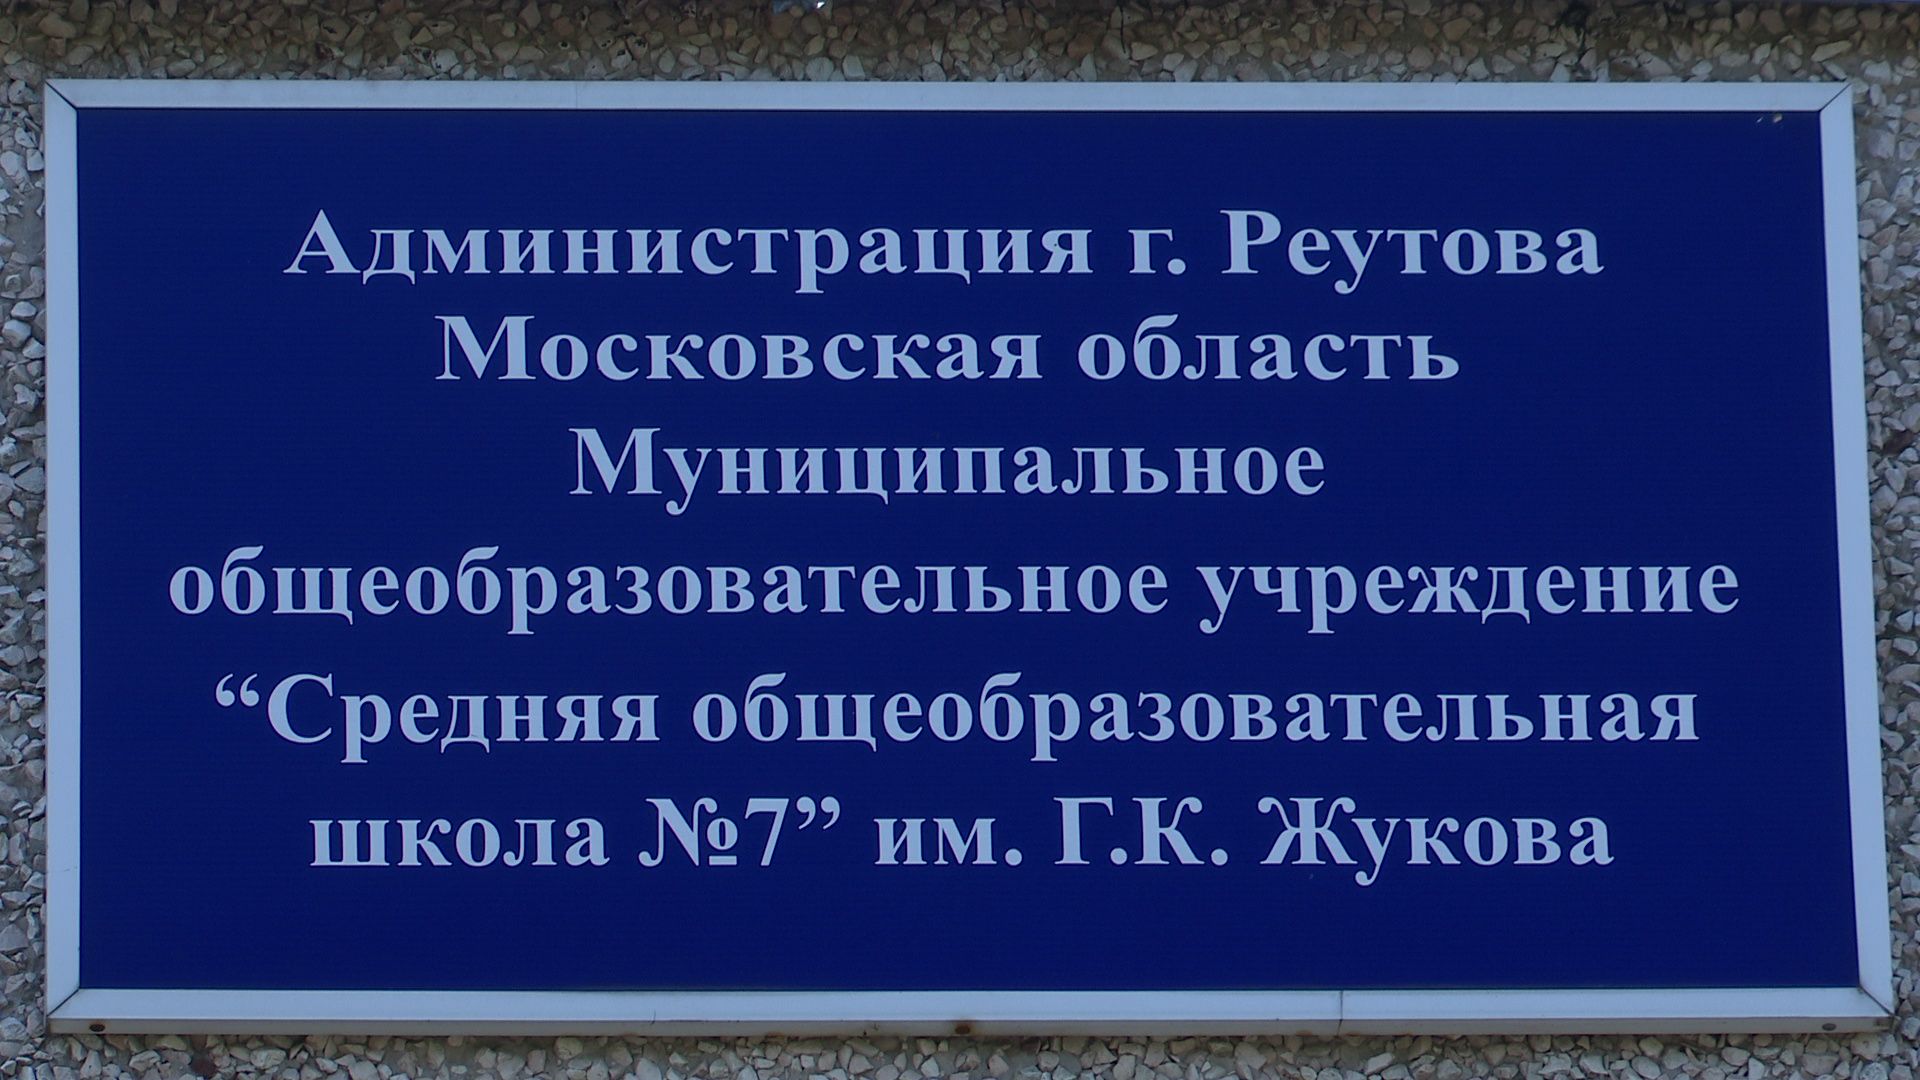 Администрация г. Реутова
Московская область
Муниципальное
общеобразовательное учреждение
“Средняя общеобразовательная
школа №7” им. Г.К. Жукова